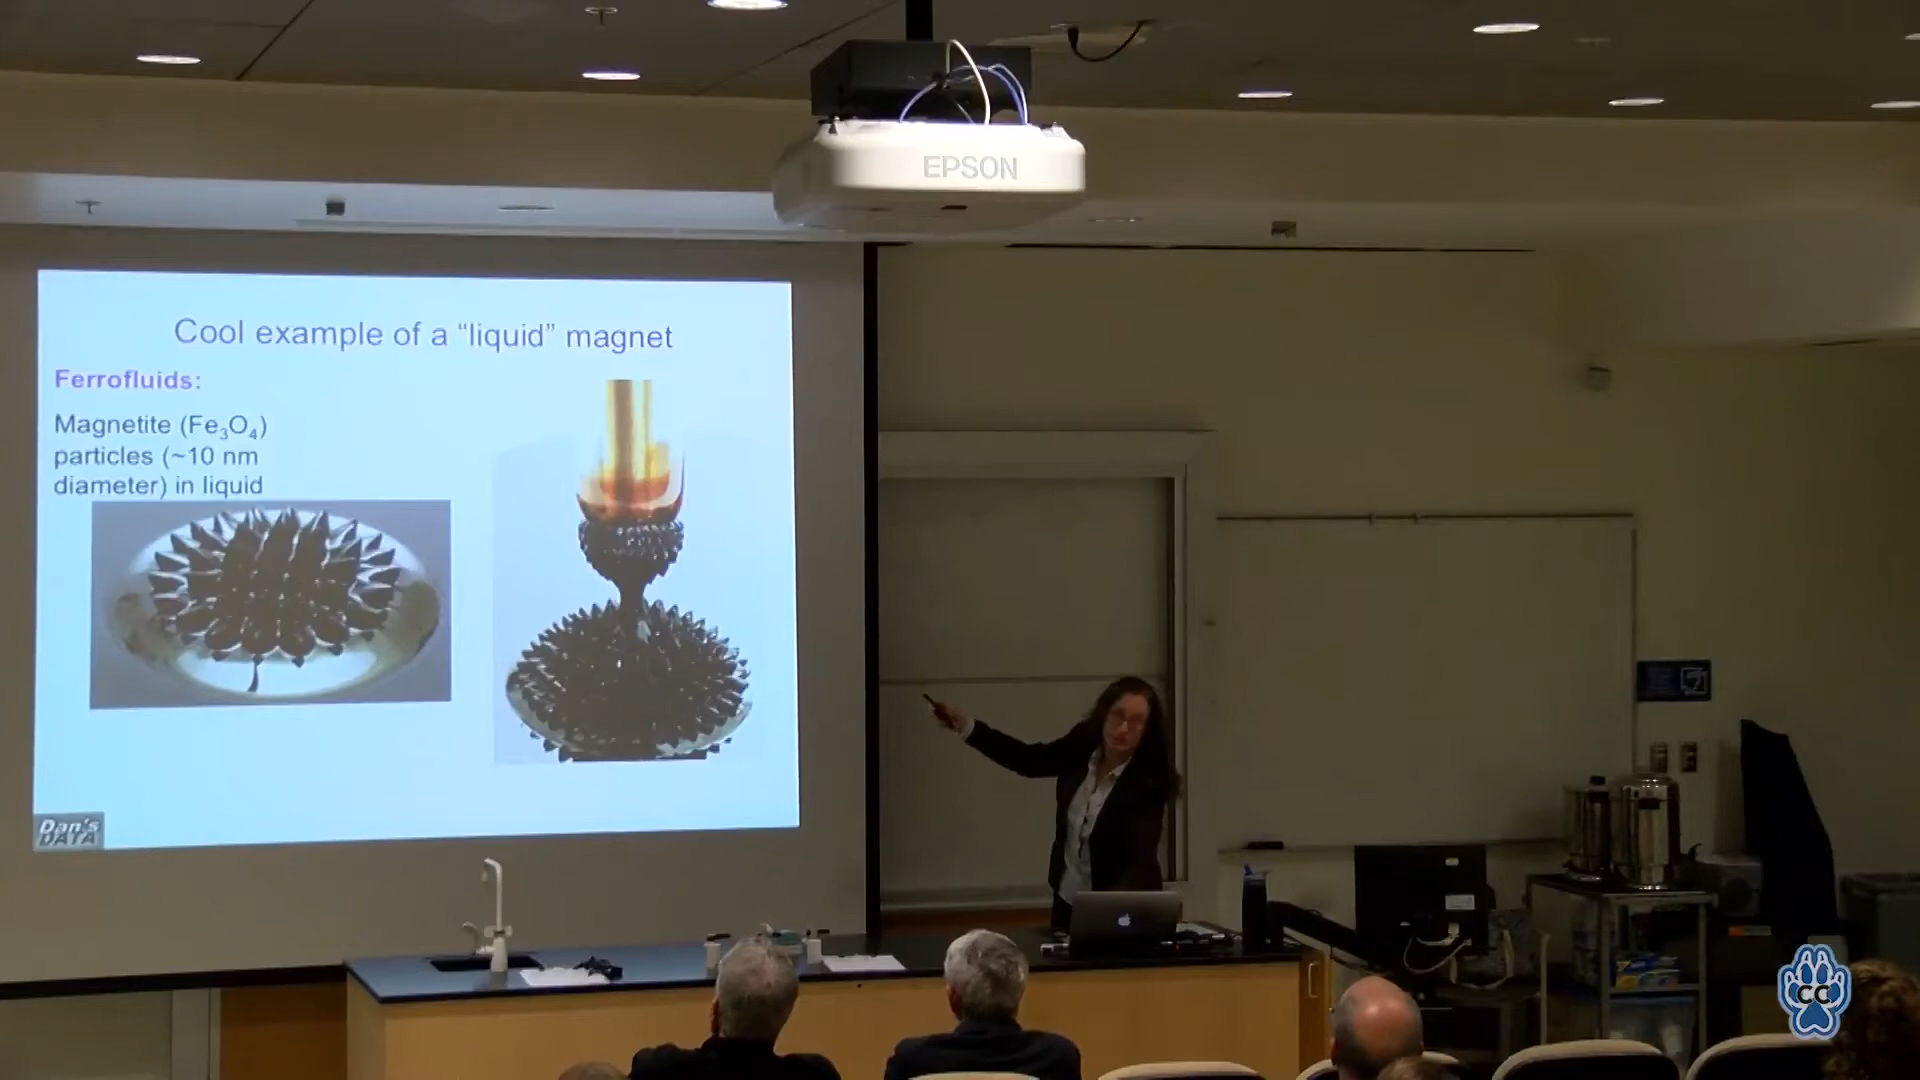 EPSON
Cool example of a “liquid” magnet
Ferrofluids:
Magnetite (Fe₃O₄)
particles (~10 nm
diameter) in liquid
Dan's
DATA
CC